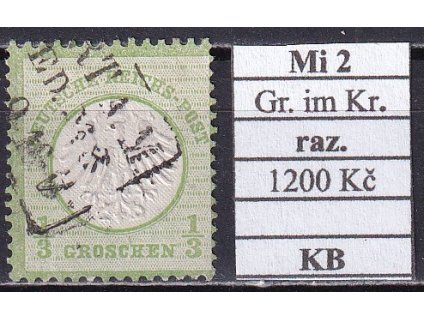 DEUTSCHE REICHS-POST
1/3 1/3
GROSCHEN
Mi 2
Gr. im Kr.
raz.
1200 Kč
KB